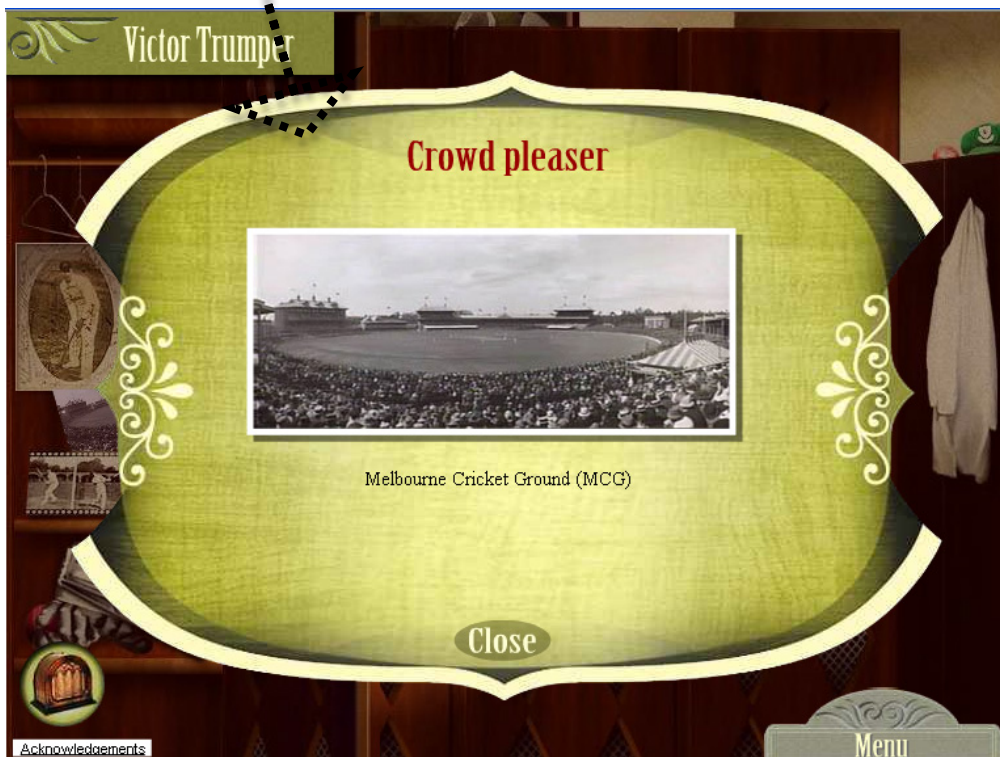 Victor Trumper
Crowd pleaser
Melbourne Cricket Ground (MCG)
Close
Acknowledgements
Menu